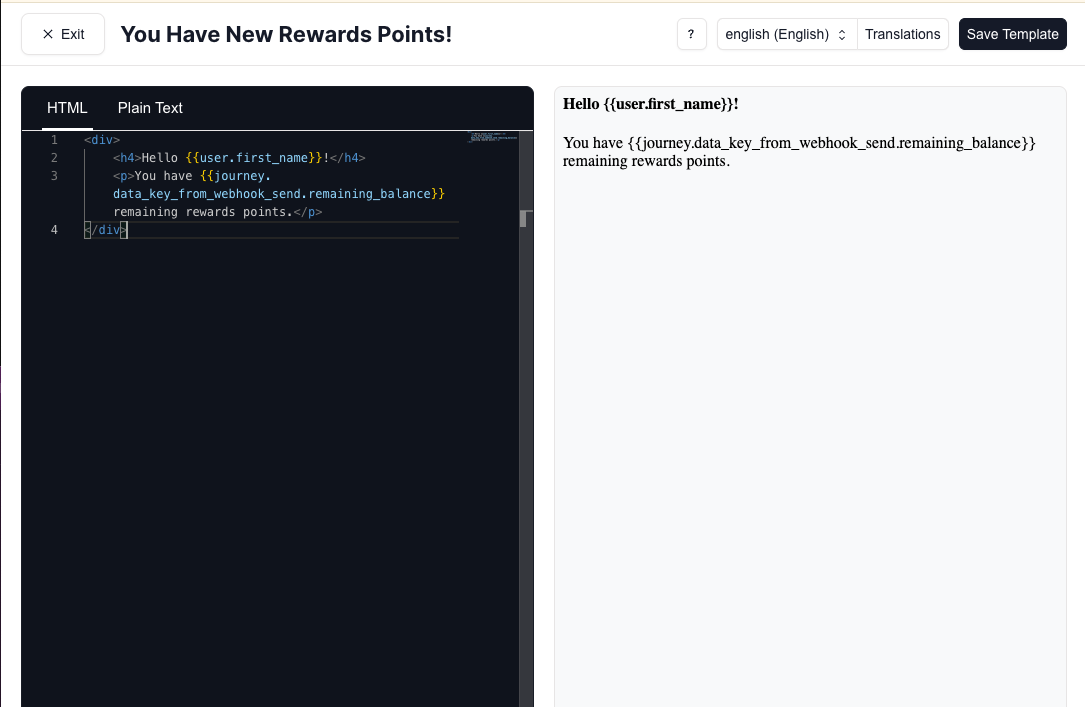 Exit
You Have New Rewards Points!
?
english (English)
Translations
Save Template
HTML
Plain Text
1 <div>
2 <h4>Hello {{user.first_name}}!</h4>
3 <p>You have {{journey.
data_key_from_webhook_send.remaining_balance}}
remaining rewards points.</p>
4 </div>
Hello {{user.first_name}}!
You have {{journey.data_key_from_webhook_send.remaining_balance}}
remaining rewards points.